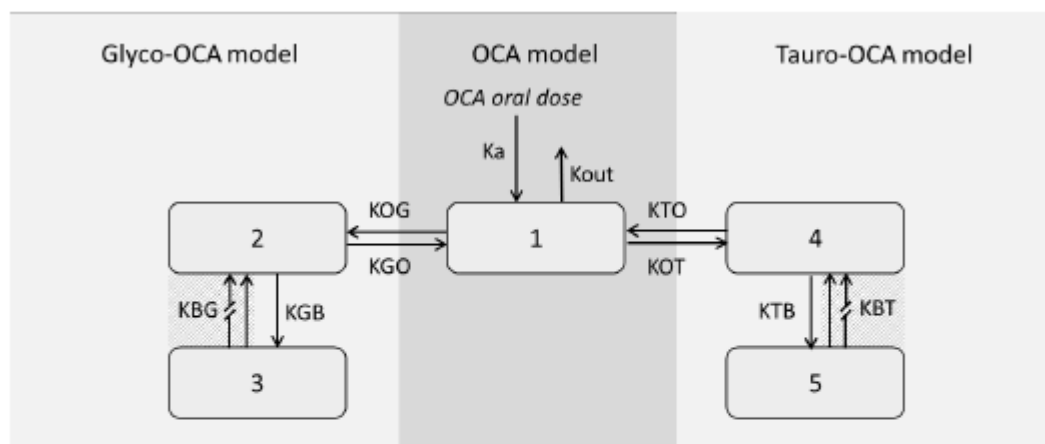 Glyco-OCA model
OCA model
Tauro-OCA model
OCA oral dose
Ka
Kout
KOG
KTO
2
1
4
KGO
KOT
KBG
KGB
KTB
KBT
3
5